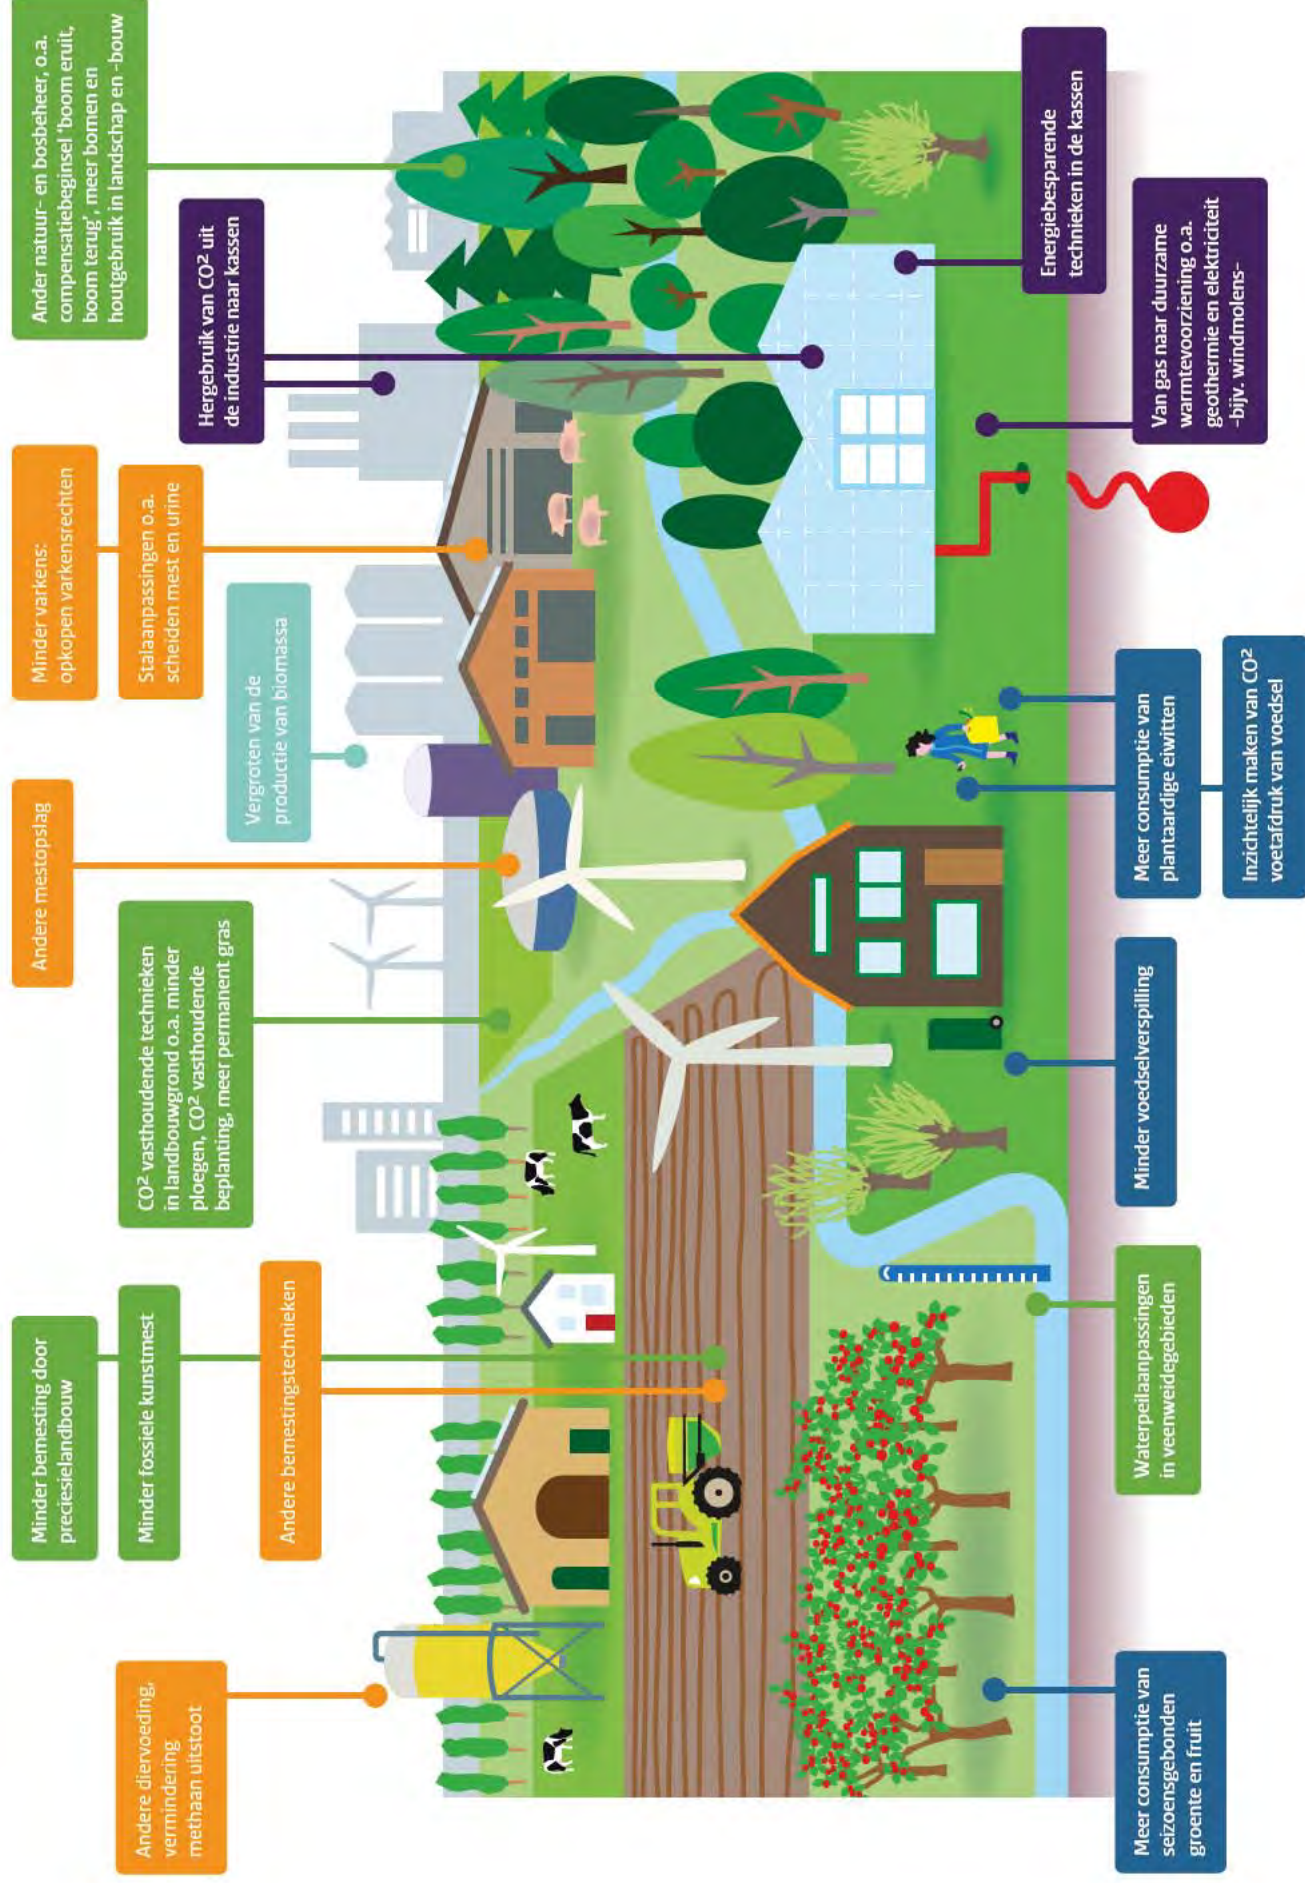 Andere diervoeding,
vermindering
methaan uitstoot
Minder bemesting door
preciesielandbouw
Minder fossiele kunstmest
Andere bemestingstechnieken
CO² vasthoudende technieken
in landbouwgrond o.a. minder
ploegen, CO² vasthoudende
beplanting, meer permanent gras
Andere mestopslag
Vergroten van de
productie van biomassa
Minder varkens:
opkopen varkensrechten
Stalaanpassingen o.a.
scheiden mest en urine
Hergebruik van CO² uit
de industrie naar kassen
Ander natuur- en bosbeheer, o.a.
compensatiebeginsel ‘boom eruit,
boom terug’, meer bomen en
houtgebruik in landschap en -bouw
Meer consumptie van
seizoensgebonden
groente en fruit
Waterpeilaanpassingen
in veenweidegebieden
Minder voedselverspilling
Meer consumptie van
plantaardige eiwitten
Inzichtelijk maken van CO²
voetafdruk van voedsel
Van gas naar duurzame
warmtevoorziening o.a.
geothermie en elektriciteit
-bijv. windmolens-
Energiebesparende
technieken in de kassen